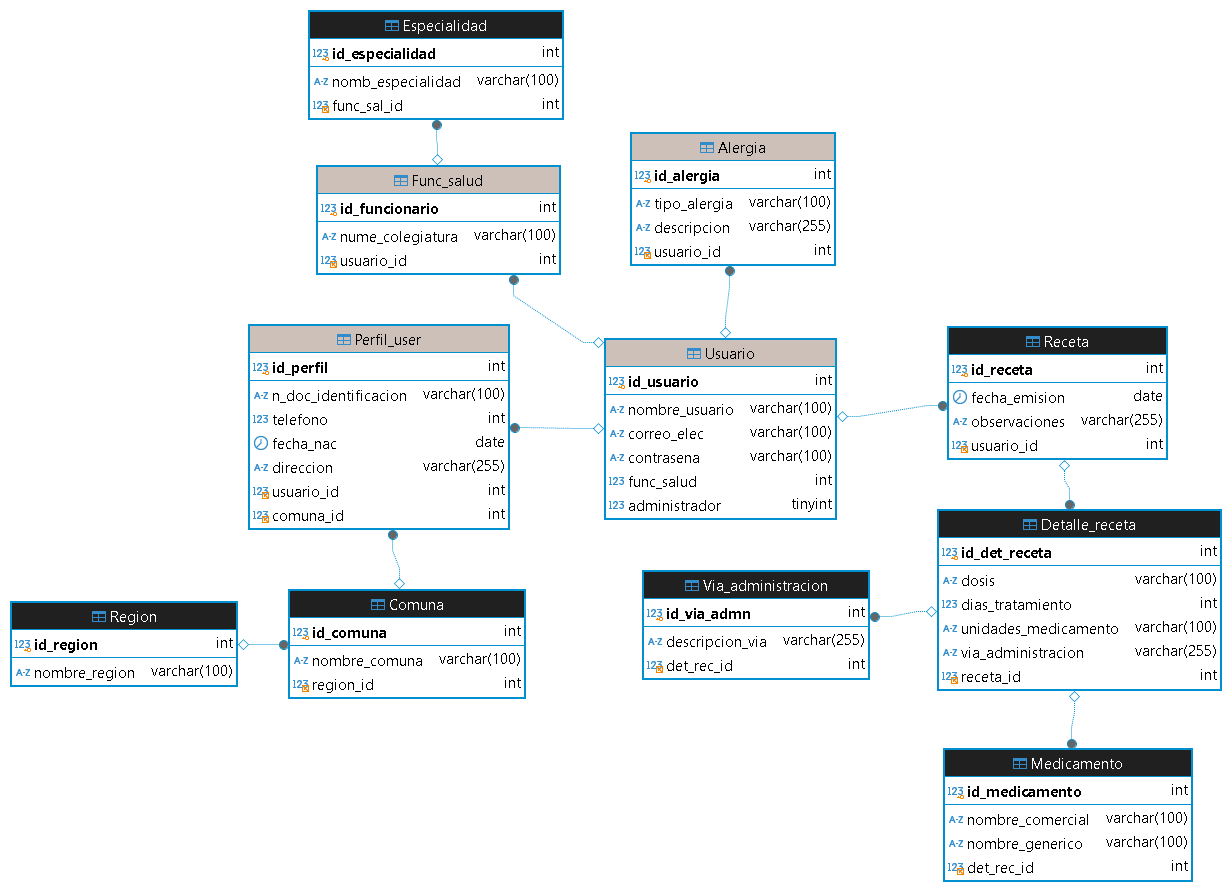 Especialidad
id_especialidad int
nomb_especialidad varchar(100)
func_sal_id int
Func_salud
id_funcionario int
nume_colegiatura varchar(100)
usuario_id int
Alergia
id_alergia int
tipo_alergia varchar(100)
descripcion varchar(255)
usuario_id int
Perfil_user
id_perfil int
n_doc_identificacion varchar(100)
telefono int
fecha_nac date
direccion varchar(255)
usuario_id int
comuna_id int
Usuario
id_usuario int
nombre_usuario varchar(100)
correo_elec varchar(100)
contrasena varchar(100)
func_salud int
administrador tinyint
Receta
id_receta int
fecha_emision date
observaciones varchar(255)
usuario_id int
Detalle_receta
id_det_receta int
dosis varchar(100)
dias_tratamiento int
unidades_medicamento varchar(100)
via_administracion varchar(255)
receta_id int
Via_administracion
id_via_admn int
descripcion_via varchar(255)
det_rec_id int
Region
id_region int
nombre_region varchar(100)
Comuna
id_comuna int
nombre_comuna varchar(100)
region_id int
Medicamento
id_medicamento int
nombre_comercial varchar(100)
nombre_generico varchar(100)
det_rec_id int